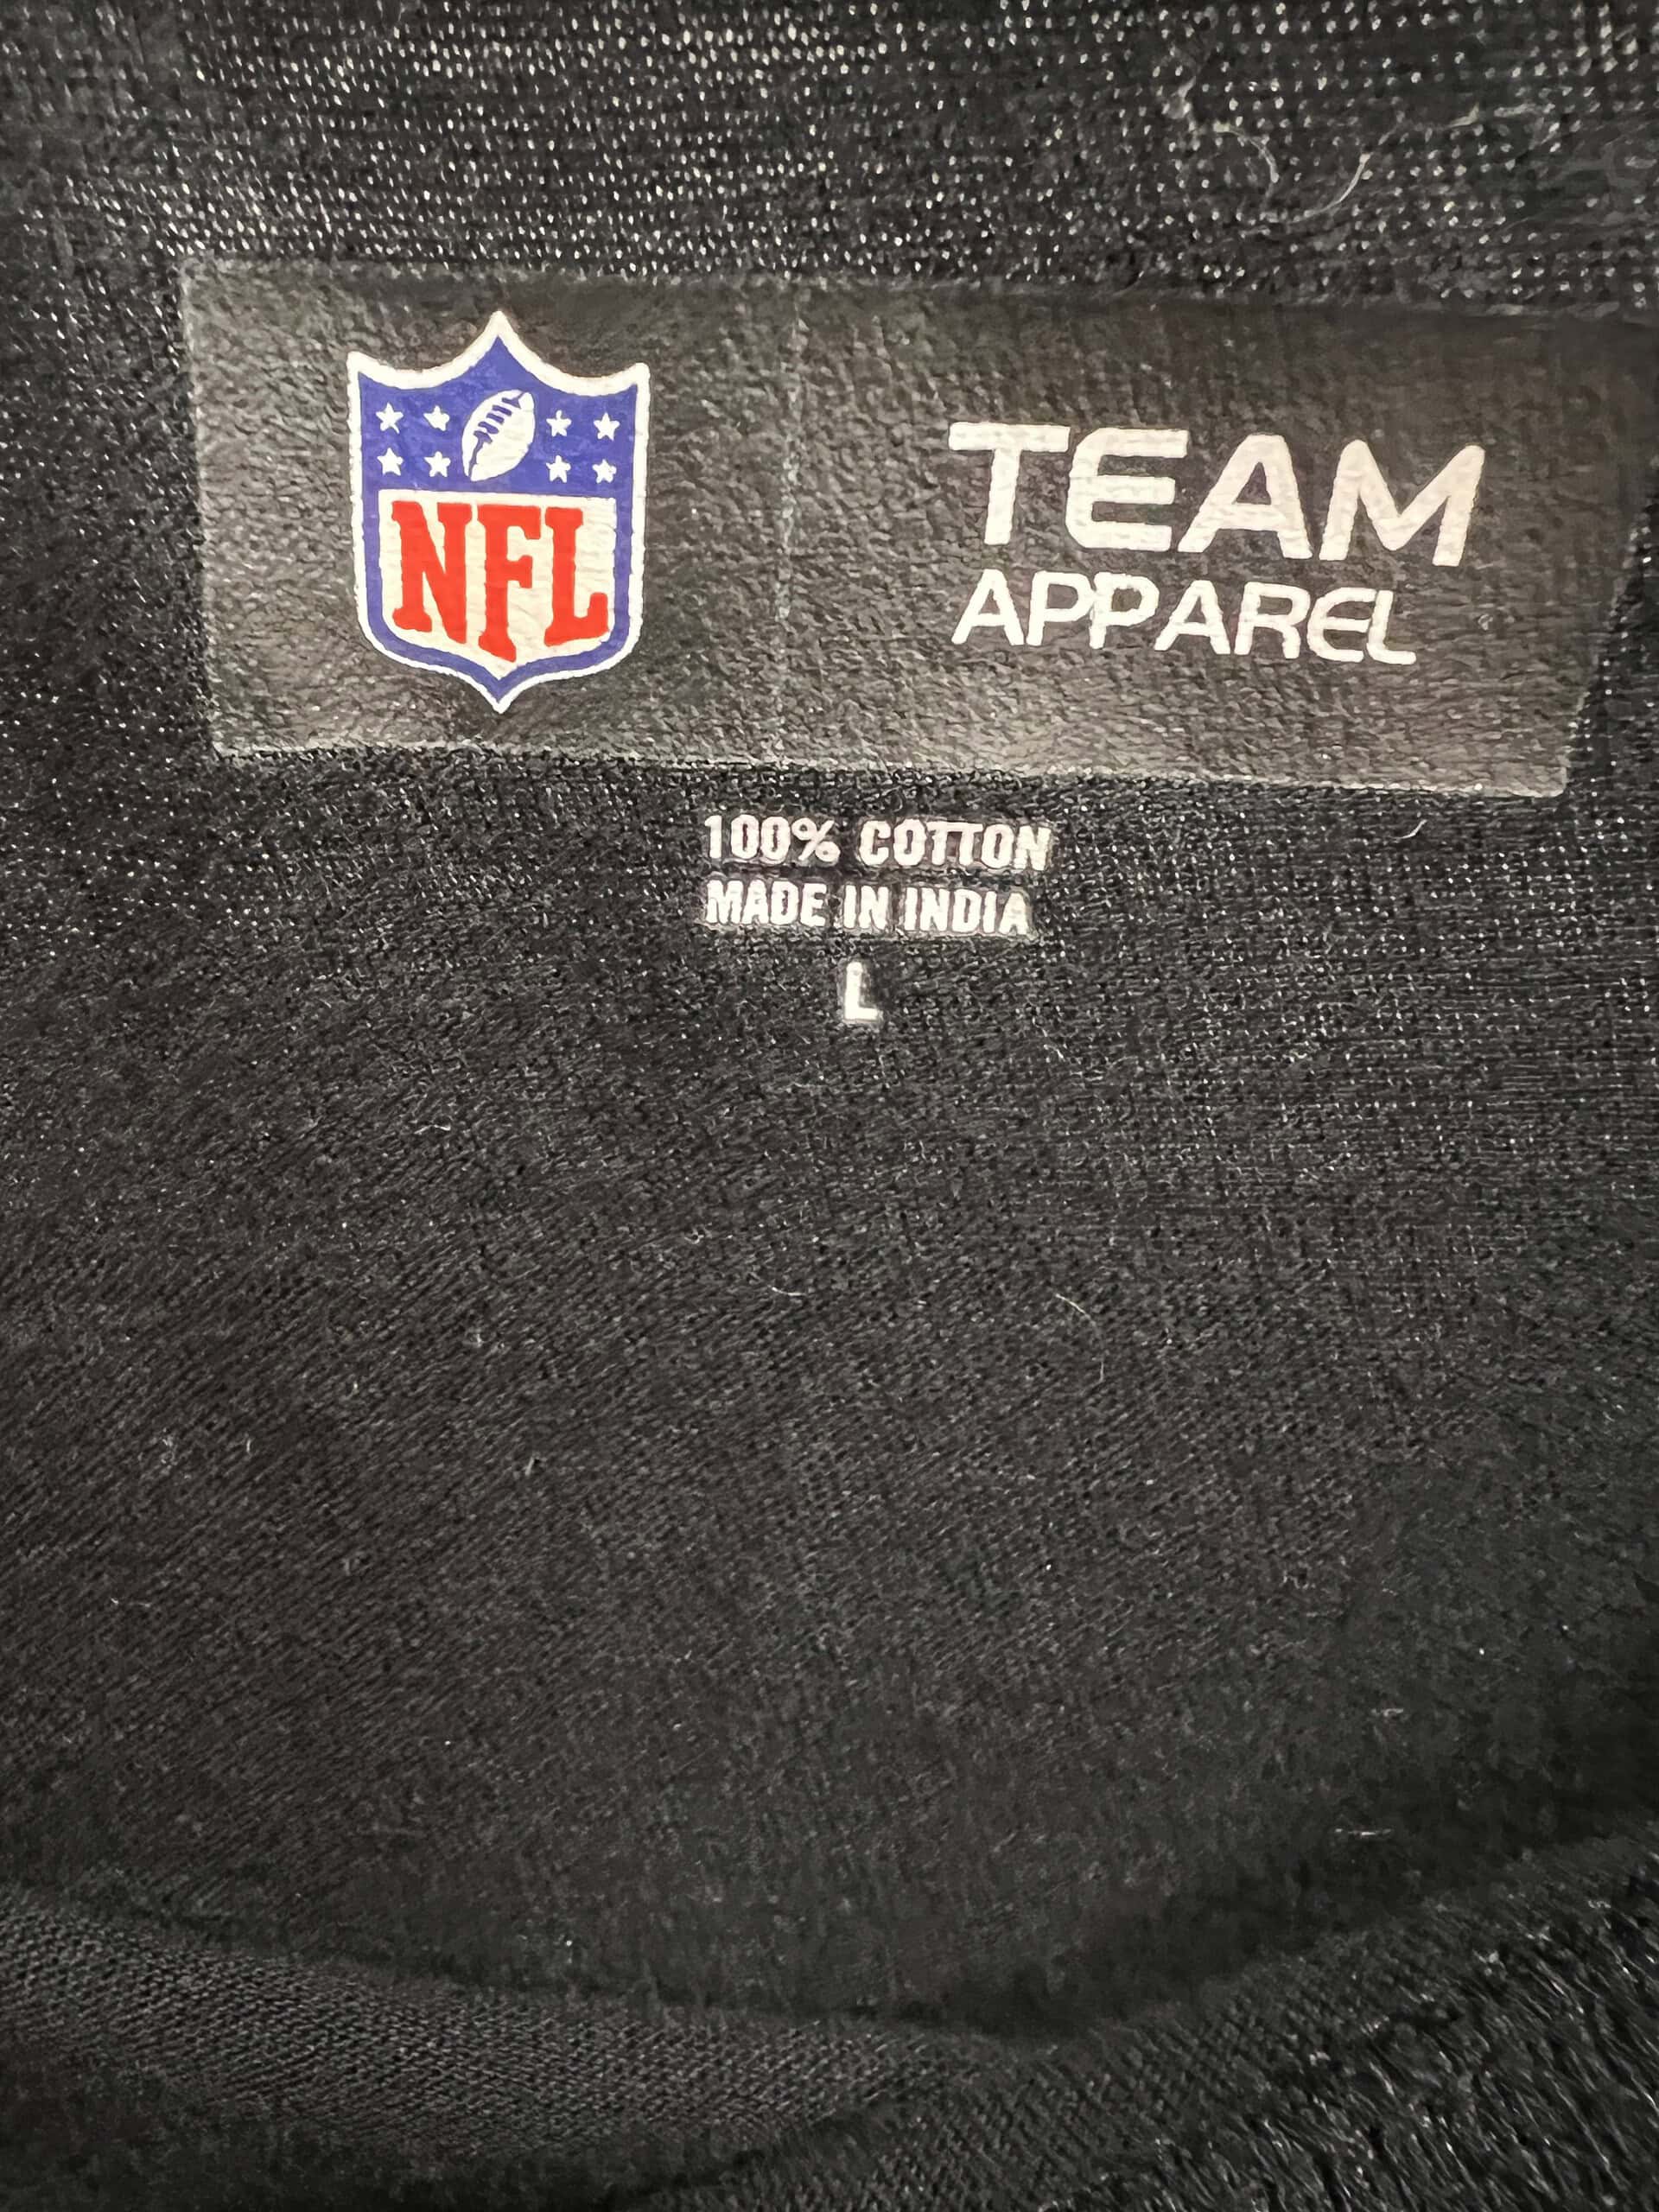 NFL
TEAM
APPAREL
100% COTTON
MADE IN INDIA
L